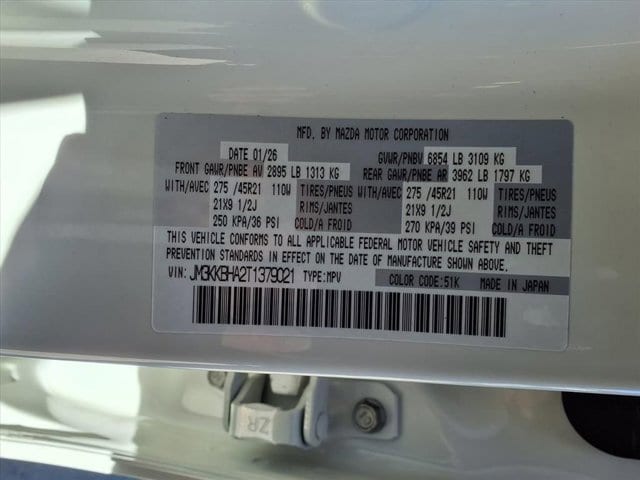 MFD. BY MAZDA MOTOR CORPORATION
DATE 01/26 GVWR/PNBV 6854 LB 3109 KG
FRONT GAWR/PNBE AV 2895 LB 1313 KG REAR GAWR/PNBE AR 3962 LB 1797 KG
WITH/AVEC 275 /45R21 110W TIRES/PNEUS WITH/AVEC 275 /45R21 110W TIRES/PNEUS
21X9 1/2J RIMS/JANTES 21X9 1/2J RIMS/JANTES
250 KPA/36 PSI COLD/A FROID 270 KPA/39 PSI COLD/A FROID
THIS VEHICLE CONFORMS TO ALL APPLICABLE FEDERAL MOTOR VEHICLE SAFETY AND THEFT
PREVENTION STANDARDS IN EFFECT ON THE DATE OF MANUFACTURE SHOWN ABOVE.
VIN: JM3KKBHA2T1379021 TYPE:MPV COLOR CODE:51K MADE IN JAPAN
ZR